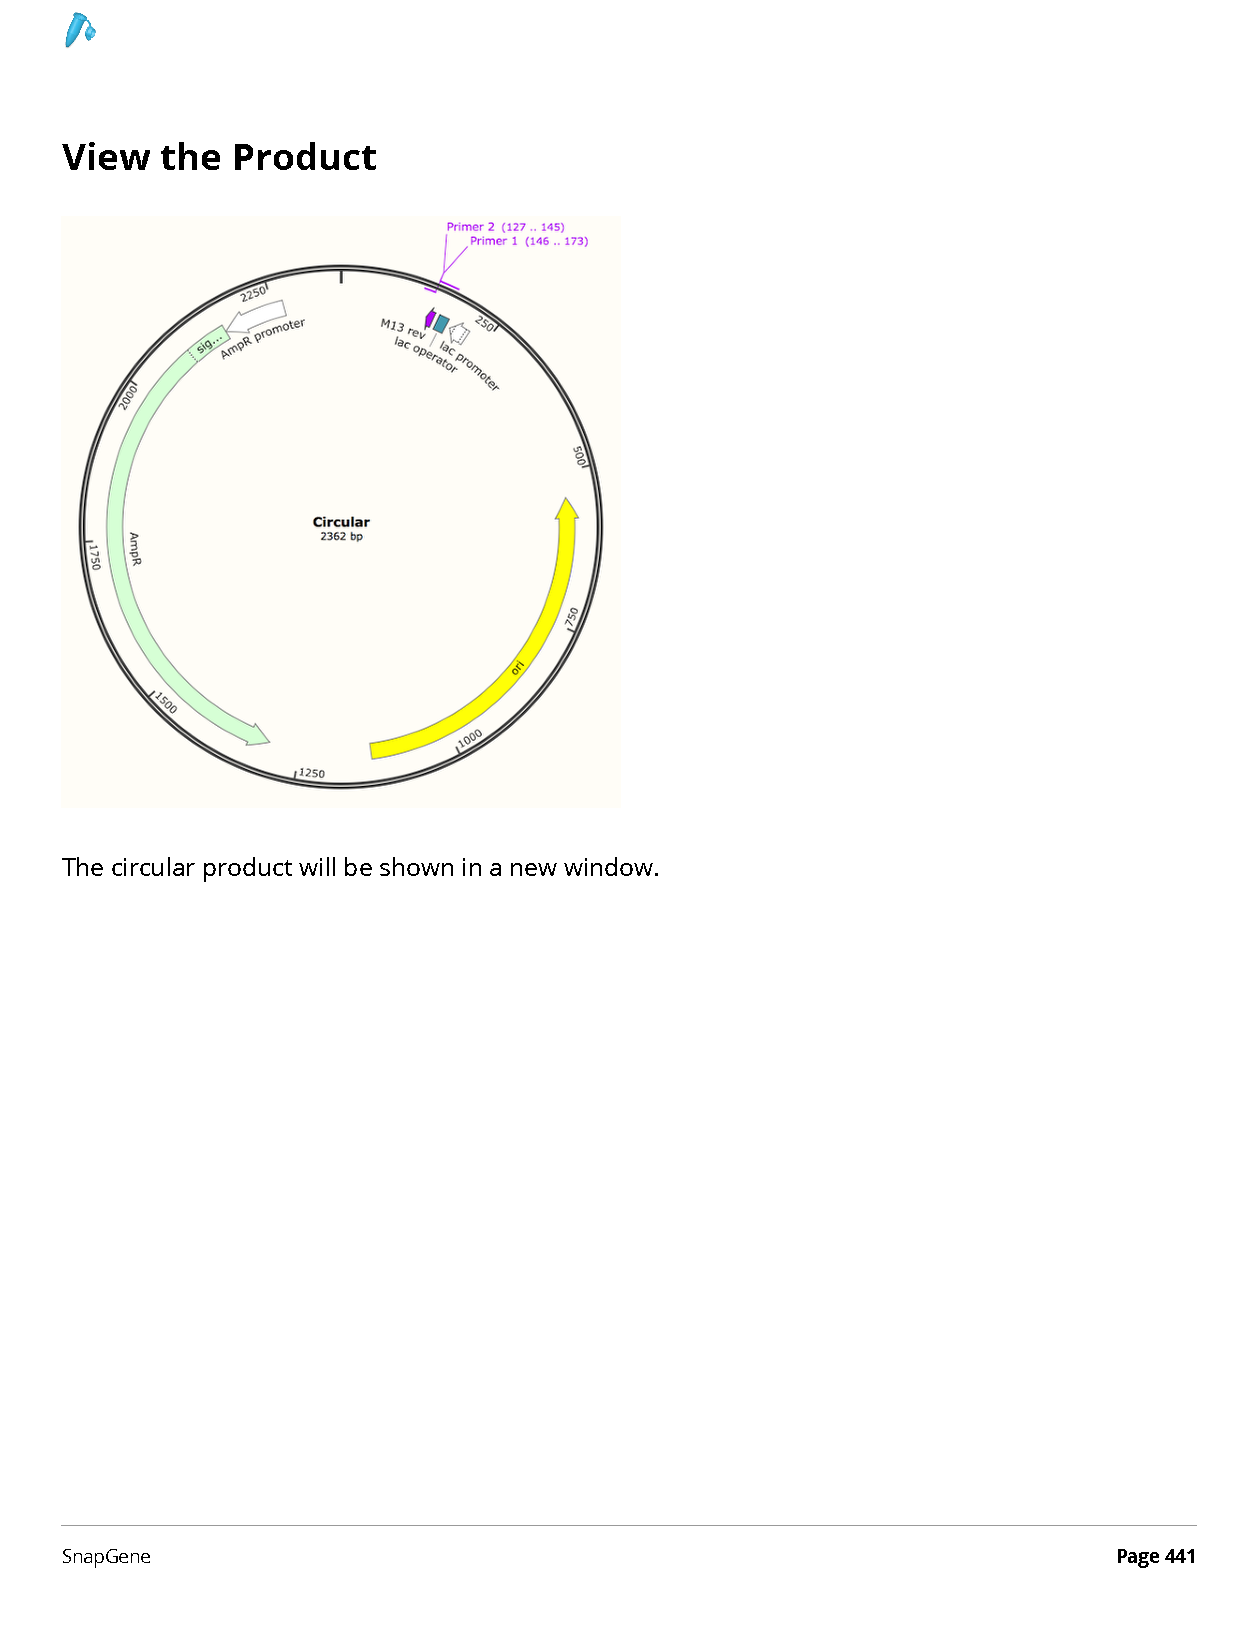 View the Product
Primer 2 (127 .. 145)
Primer 1 (146 .. 173)
2250
sig...
AmpR promoter
M13 rev
lac operator
lac promoter
250
2000
500
Circular
2362 bp
AmpR
1750
750
ori
1500
1000
1250
The circular product will be shown in a new window.
SnapGene
Page 441